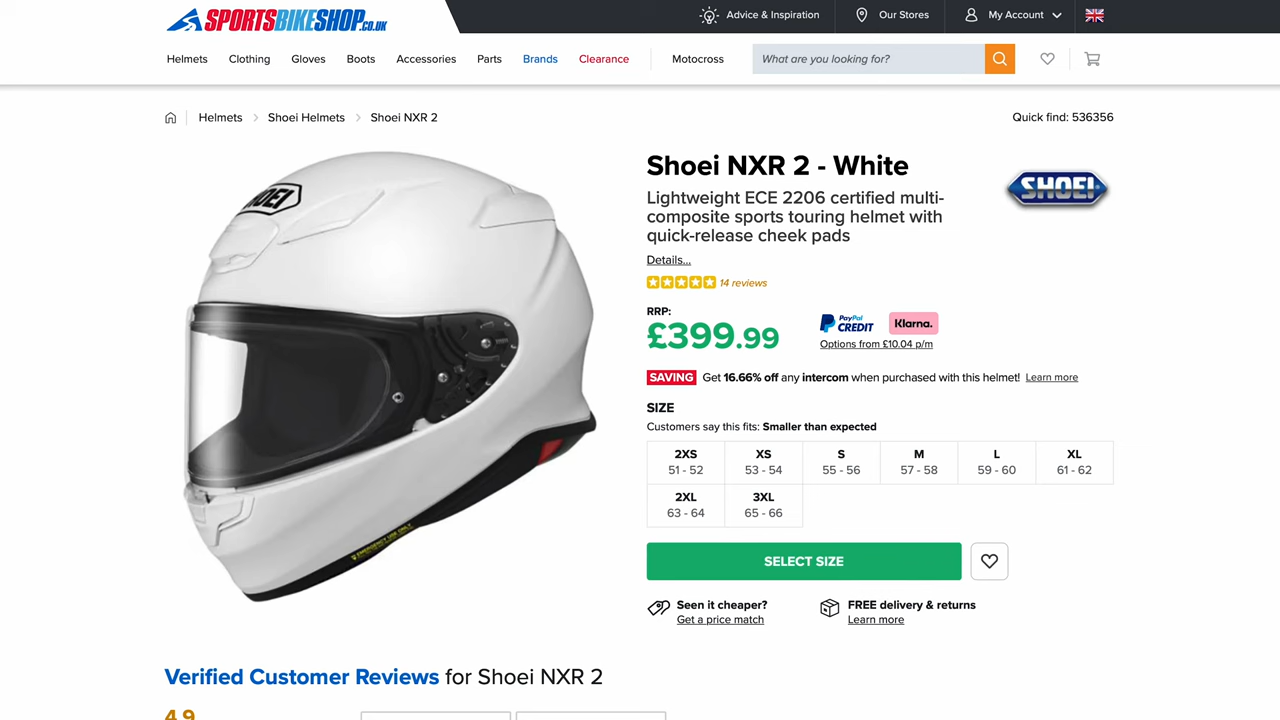 SPORTSBIKESHOP.CO.UK
Advice & Inspiration
Our Stores
My Account
Helmets
Clothing
Gloves
Boots
Accessories
Parts
Brands
Clearance
Motocross
What are you looking for?
Helmets
Shoei Helmets
Shoei NXR 2
Quick find: 536356
SHOEI
EMERGENCY USE ONLY
Shoei NXR 2 - White
SHOEI
Lightweight ECE 2206 certified multi-
composite sports touring helmet with
quick-release cheek pads
Details...
14 reviews
RRP:
£399.99
PayPal
CREDIT
Klarna.
Options from £10.04 p/m
SAVING Get 16.66% off any intercom when purchased with this helmet! Learn more
SIZE
Customers say this fits: Smaller than expected
2XS
51 - 52
XS
53 - 54
S
55 - 56
M
57 - 58
L
59 - 60
XL
61 - 62
2XL
63 - 64
3XL
65 - 66
SELECT SIZE
Seen it cheaper?
Get a price match
FREE delivery & returns
Learn more
Verified Customer Reviews for Shoei NXR 2
4.9